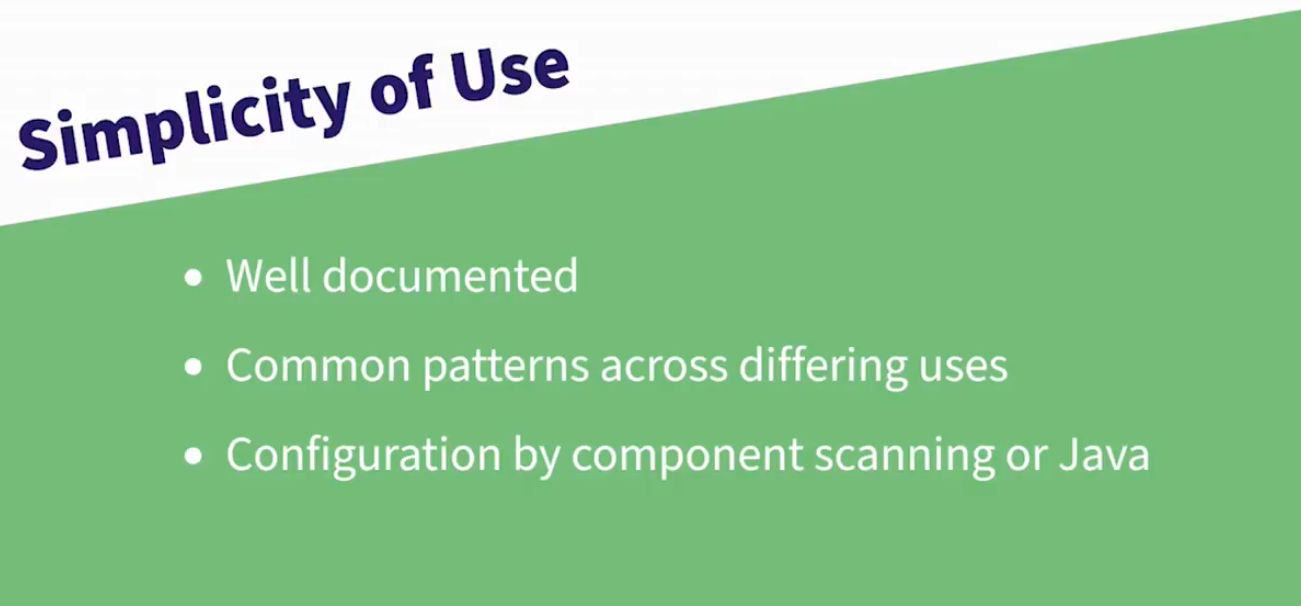 Simplicity of Use
• Well documented
• Common patterns across differing uses
• Configuration by component scanning or Java